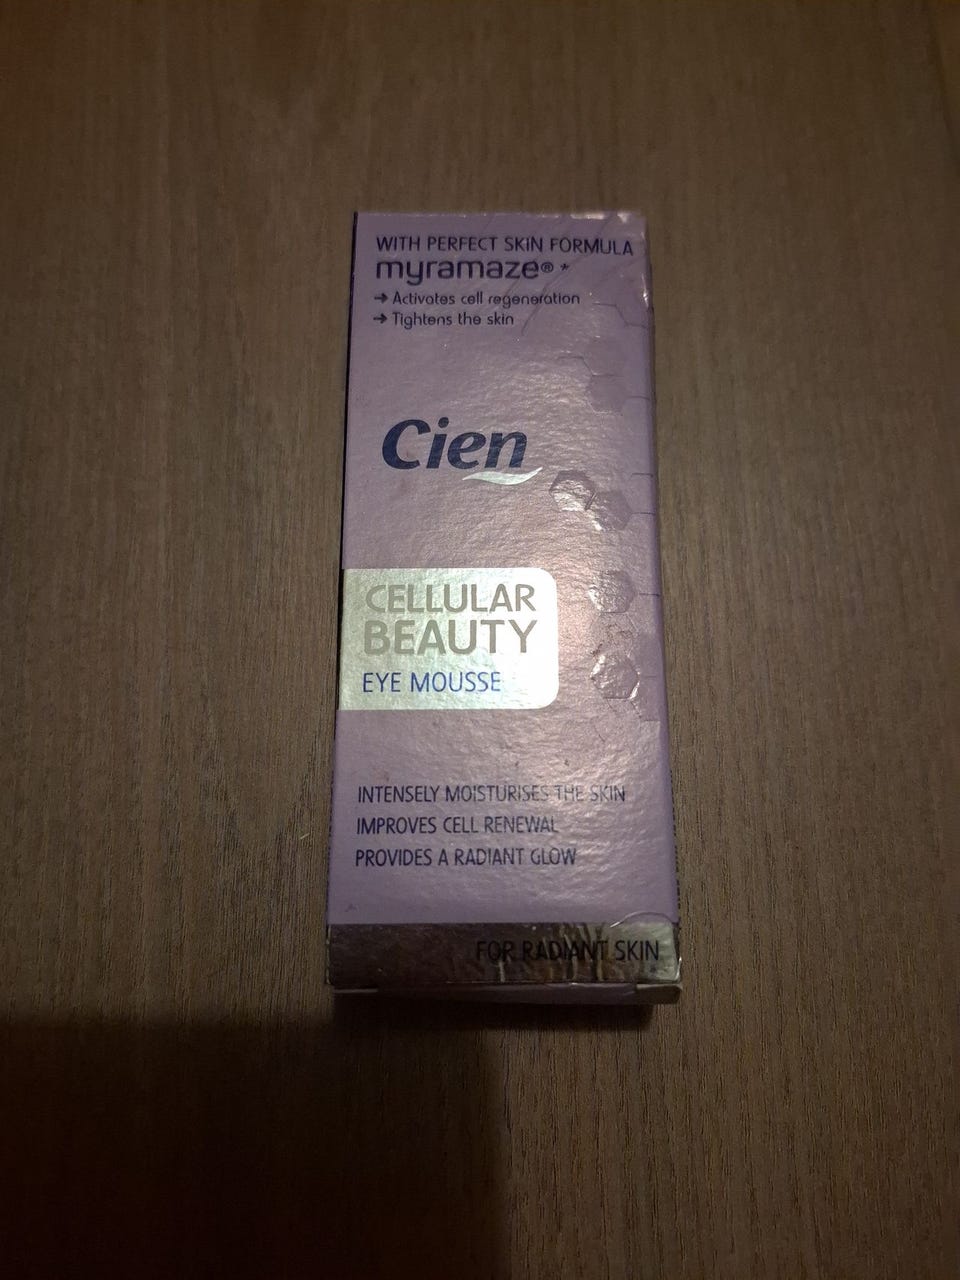 WITH PERFECT SKIN FORMULA
myramaze® *
→ Activates cell regeneration
→ Tightens the skin
Cien
CELLULAR
BEAUTY
EYE MOUSSE
INTENSELY MOISTURISES THE SKIN
IMPROVES CELL RENEWAL
PROVIDES A RADIANT GLOW
FOR RADIANT SKIN